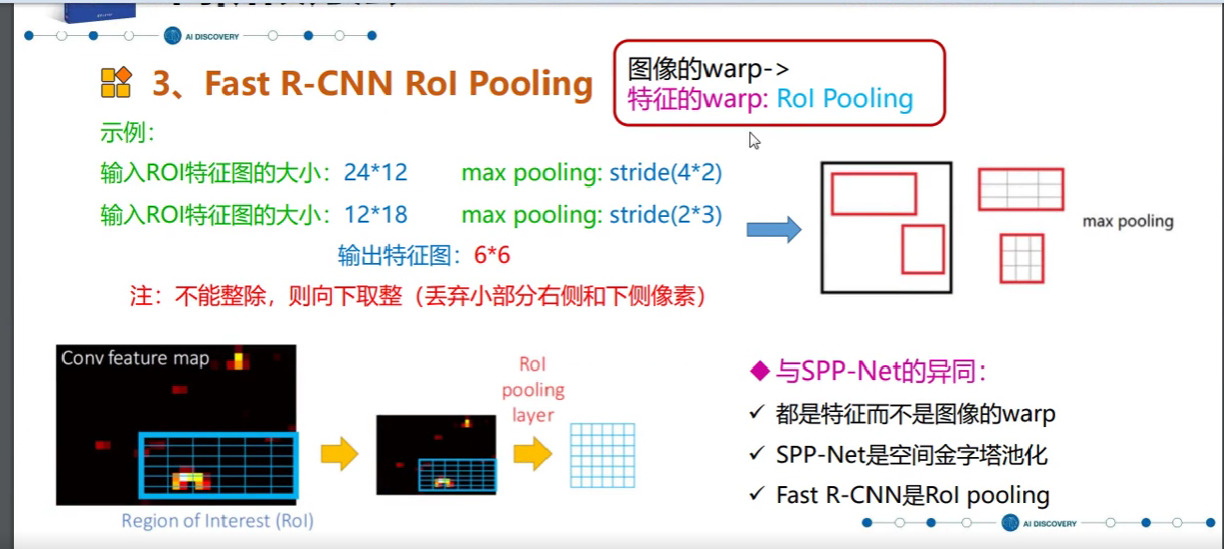 AI DISCOVERY
3、Fast R-CNN RoI Pooling
图像的warp->
特征的warp: RoI Pooling
示例：
输入ROI特征图的大小：24*12 max pooling: stride(4*2)
输入ROI特征图的大小：12*18 max pooling: stride(2*3)
输出特征图：6*6
注：不能整除，则向下取整（丢弃小部分右侧和下侧像素）
max pooling
Conv feature map
RoI
pooling
layer
Region of Interest (RoI)
与SPP-Net的异同：
都是特征而不是图像的warp
SPP-Net是空间金字塔池化
Fast R-CNN是RoI pooling
AI DISCOVERY